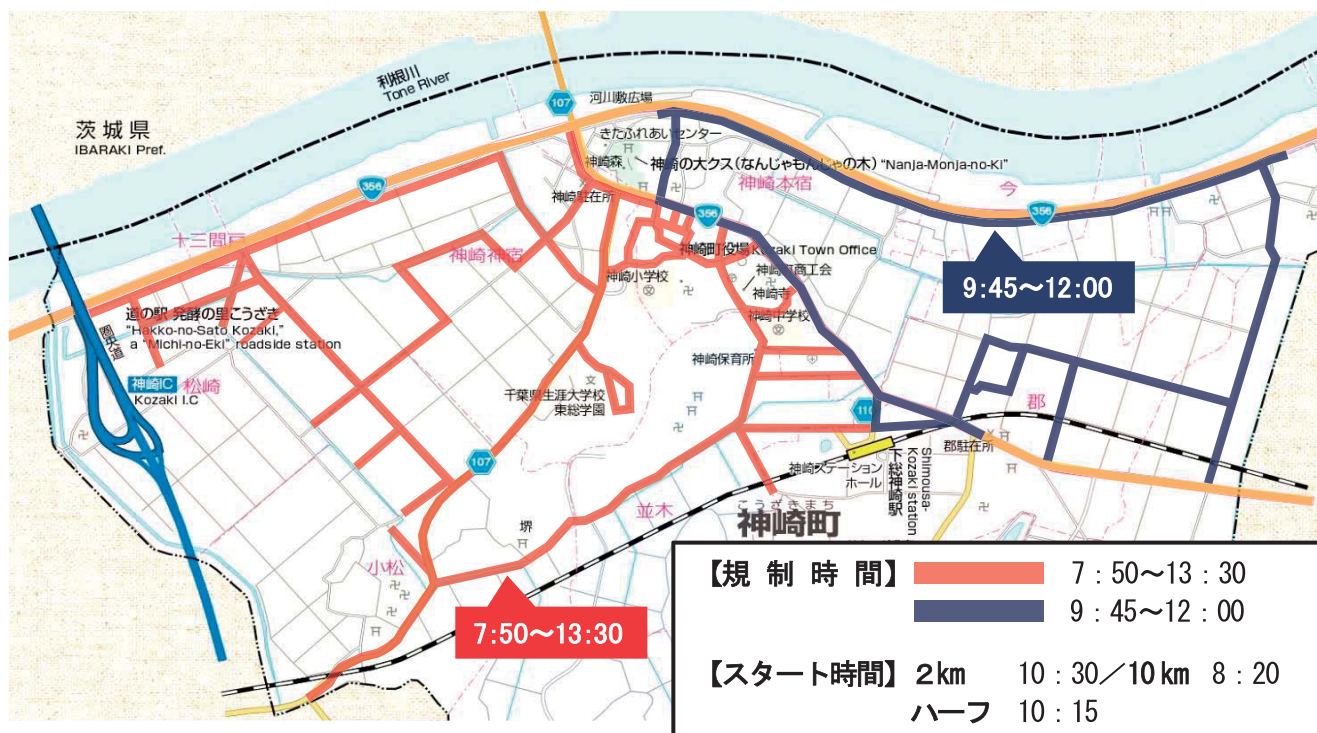 利根川
Tone River
茨城県
IBARAKI Pref.
107
河川敷広場
きたふれあいセンター
神崎森
神崎の大クス(なんじゃもんじゃの木) "Nanja-Monja-no-Ki"
神崎本宿
今
356
神崎駐在所
356
356
十三間戸
神崎神宿
神崎町役場 Kozaki Town Office
神崎小学校
神崎町商工会
神崎寺
神崎中学校
9:45～12:00
道の駅 発酵の里こうざき
"Hakko-no-Sato Kozaki,"
a "Michi-no-Eki" roadside station
圏央道
神崎IC
Kozaki I.C
松崎
神崎保育所
千葉県生涯大学校
東総学園
110
郡
郡駐在所
107
神崎ステーション
ホール
下総神崎駅
Shimousa-
Kozaki station
並木
こうざきまち
神崎町
堺
小松
7:50～13:30
【規制時間】 7:50～13:30
9:45～12:00
【スタート時間】 2km 10:30／10km 8:20
ハーフ 10:15